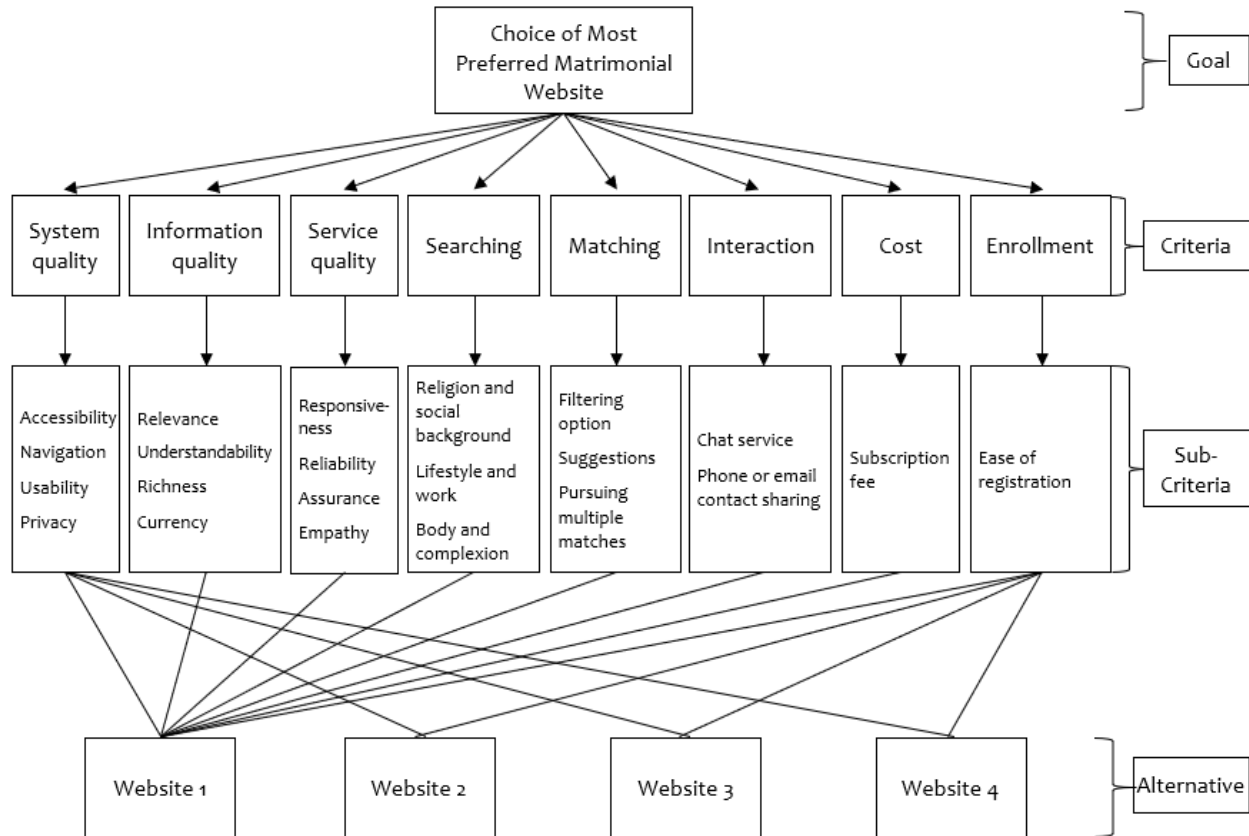 Choice of Most
Preferred Matrimonial
Website
Goal
System
quality
Information
quality
Service
quality
Searching
Matching
Interaction
Cost
Enrollment
Criteria
Accessibility
Navigation
Usability
Privacy
Relevance
Understandability
Richness
Currency
Responsive-
ness
Reliability
Assurance
Empathy
Religion and
social
background
Lifestyle and
work
Body and
complexion
Filtering
option
Suggestions
Pursuing
multiple
matches
Chat service
Phone or email
contact sharing
Subscription
fee
Ease of
registration
Sub-
Criteria
Website 1
Website 2
Website 3
Website 4
Alternative